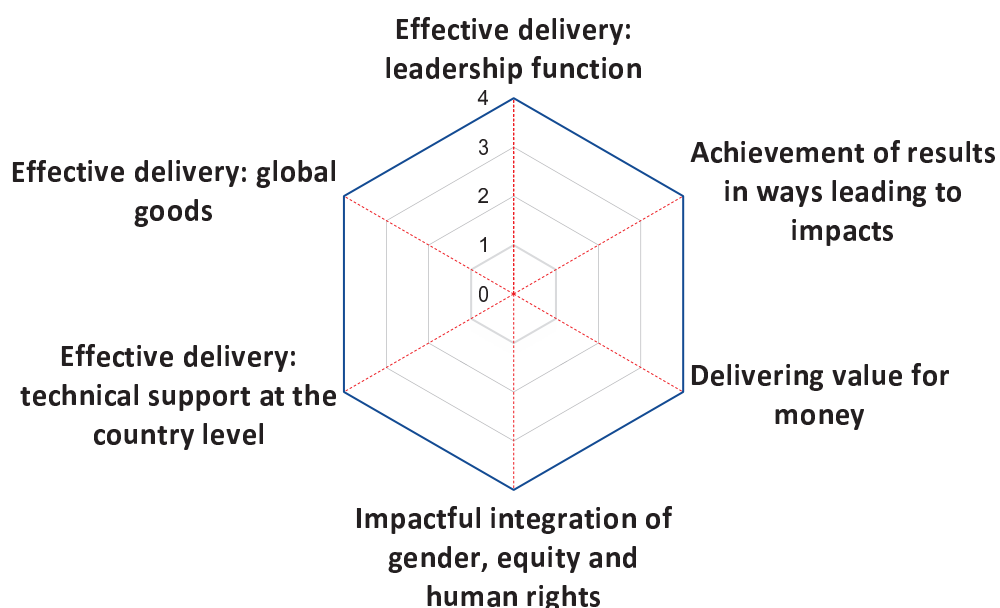 Effective delivery:
leadership function
4
3
2
1
0
Achievement of results
in ways leading to
impacts
Delivering value for
money
Impactful integration of
gender, equity and
human rights
Effective delivery:
technical support at the
country level
Effective delivery: global
goods